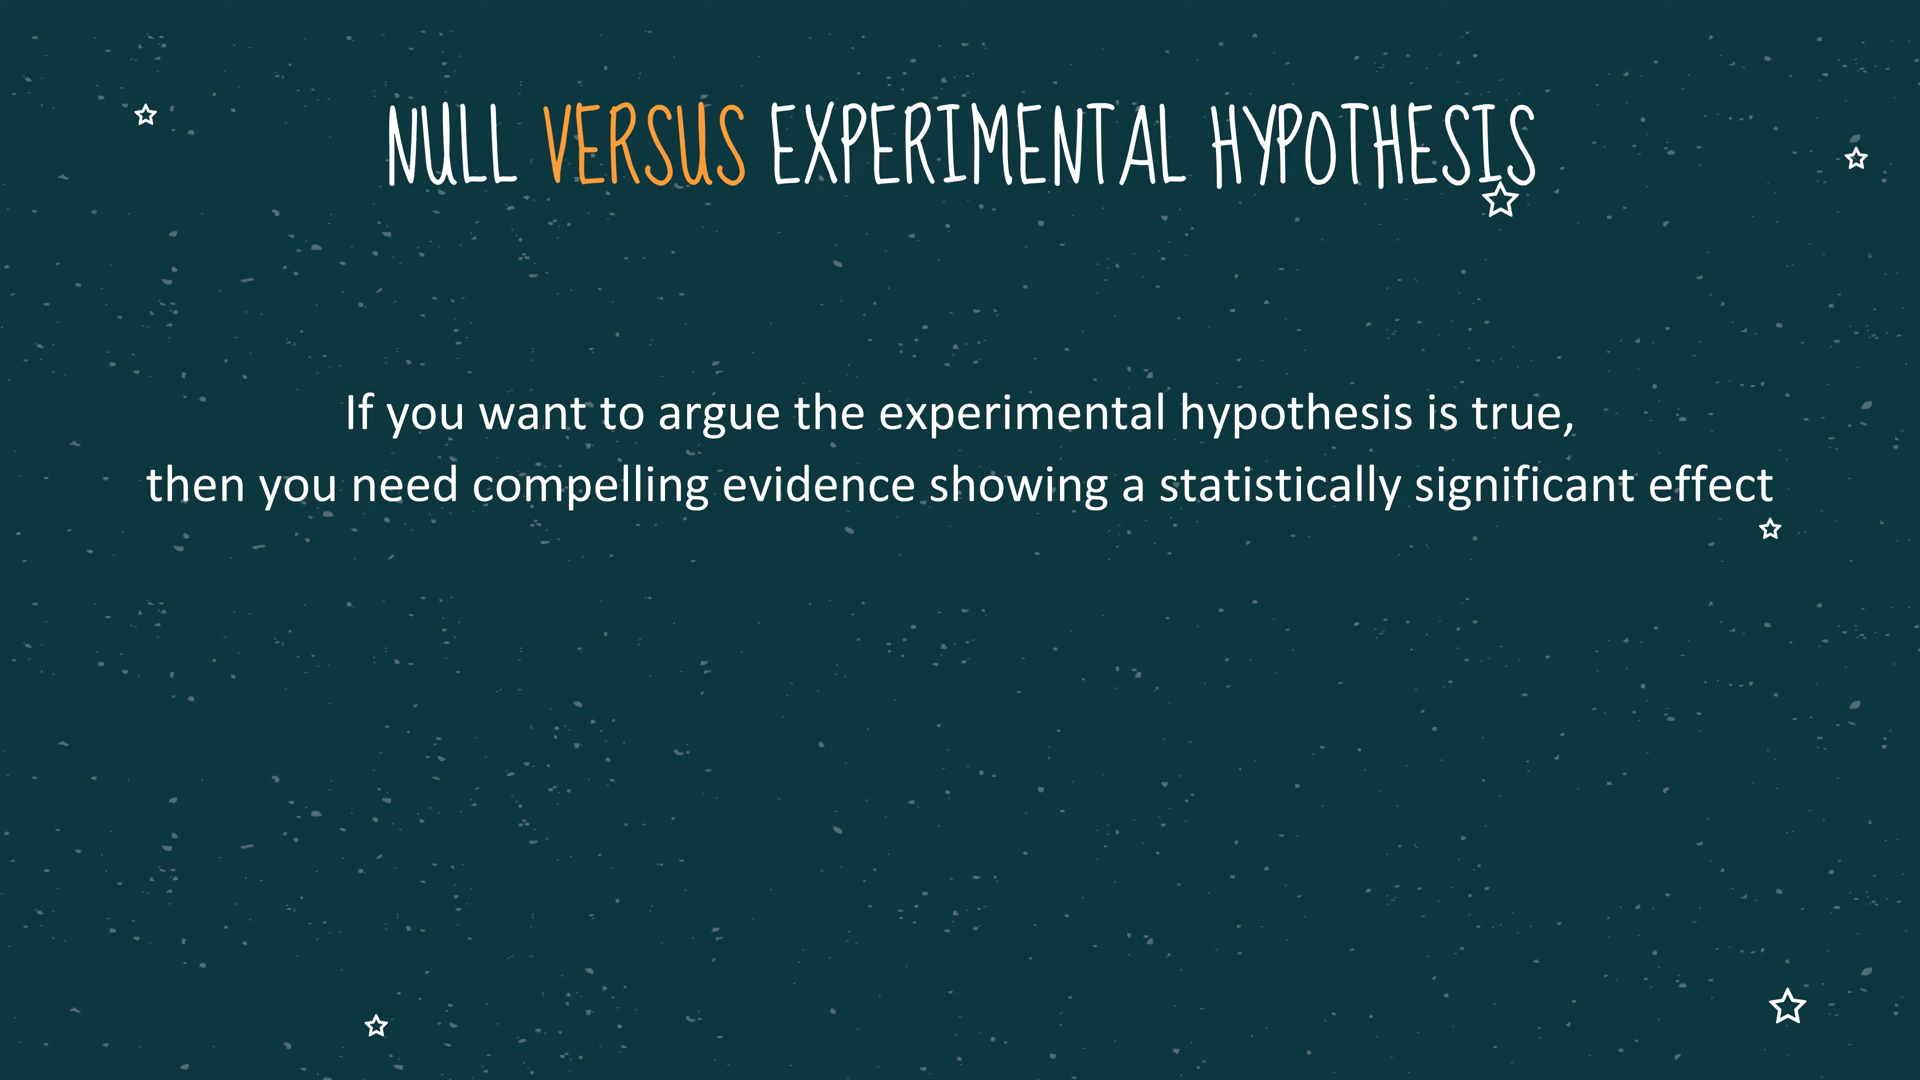 NULL VERSUS EXPERIMENTAL HYPOTHESIS
If you want to argue the experimental hypothesis is true,
then you need compelling evidence showing a statistically significant effect